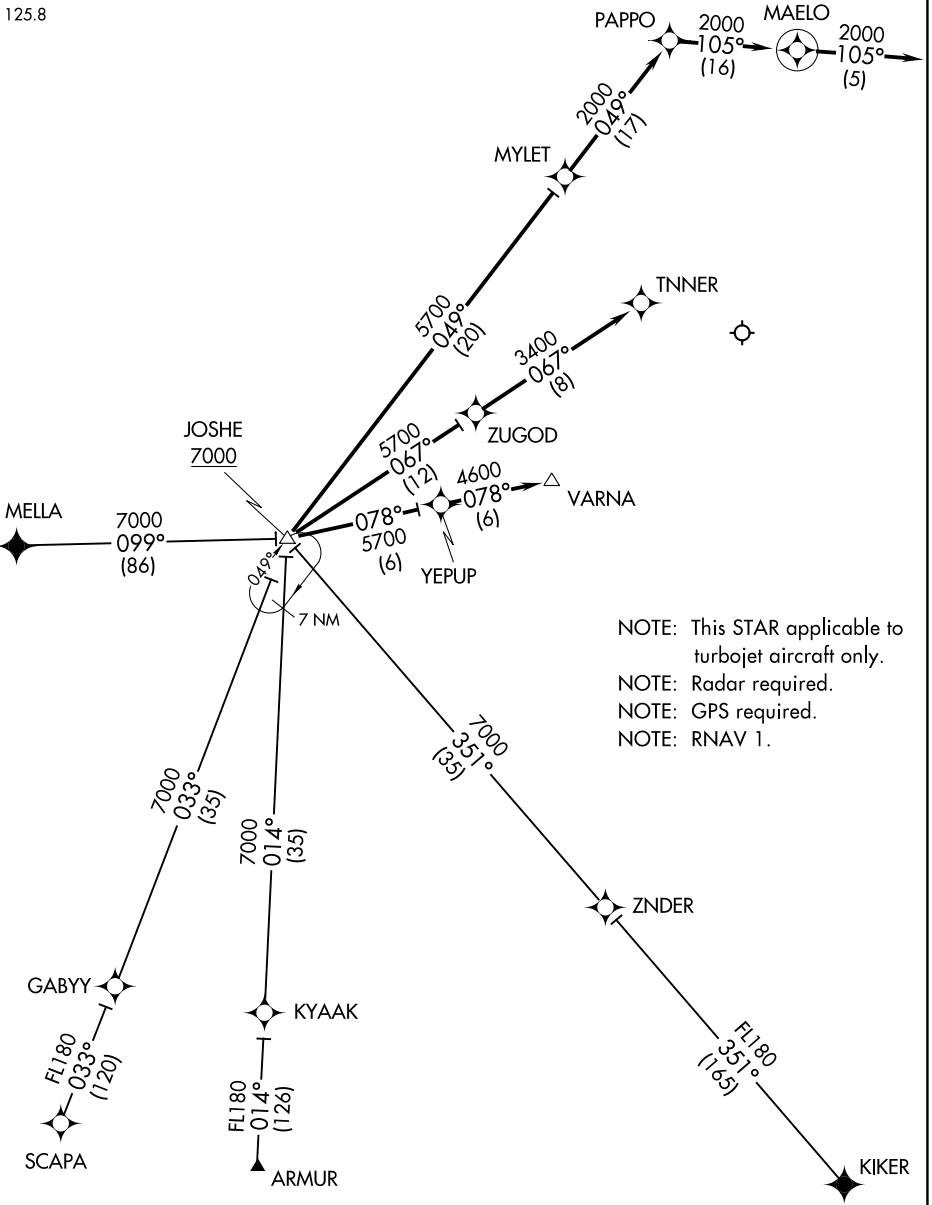 125.8
PAPPO
2000
105°
(16)
MAELO
2000
105°
(5)
2000
049°
(17)
MYLET
5700
049°
(20)
TNNER
3400
067°
(8)
ZUGOD
5700
067°
(12)
JOSHE
7000
4600
078°
(6)
VARNA
078°
5700
(6)
YEPUP
MELLA
7000
099°
(86)
049°
7 NM
NOTE: This STAR applicable to
turbojet aircraft only.
NOTE: Radar required.
NOTE: GPS required.
NOTE: RNAV 1.
7000
351°
(35)
7000
033°
(35)
7000
014°
(35)
ZNDER
GABYY
KYAAK
FL180
033°
(120)
FL180
014°
(126)
FL180
351°
(165)
SCAPA
ARMUR
KIKER